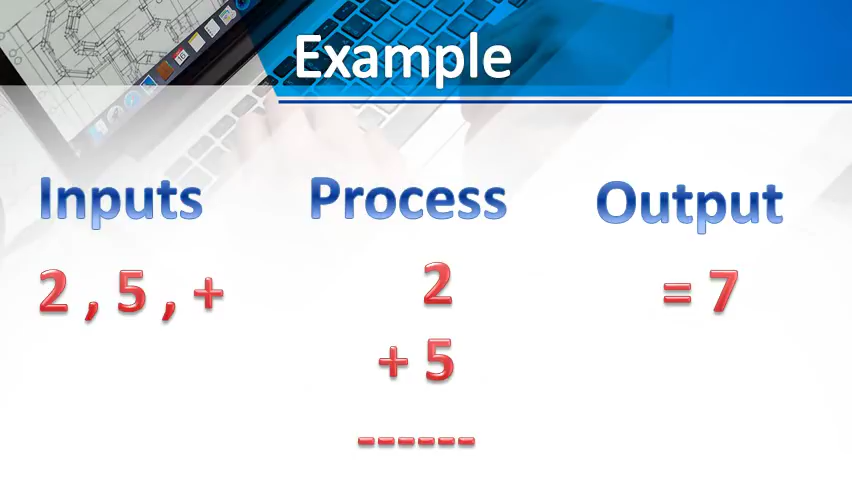 Example
Inputs
Process
Output
2 , 5 , +
2
= 7
+ 5
------